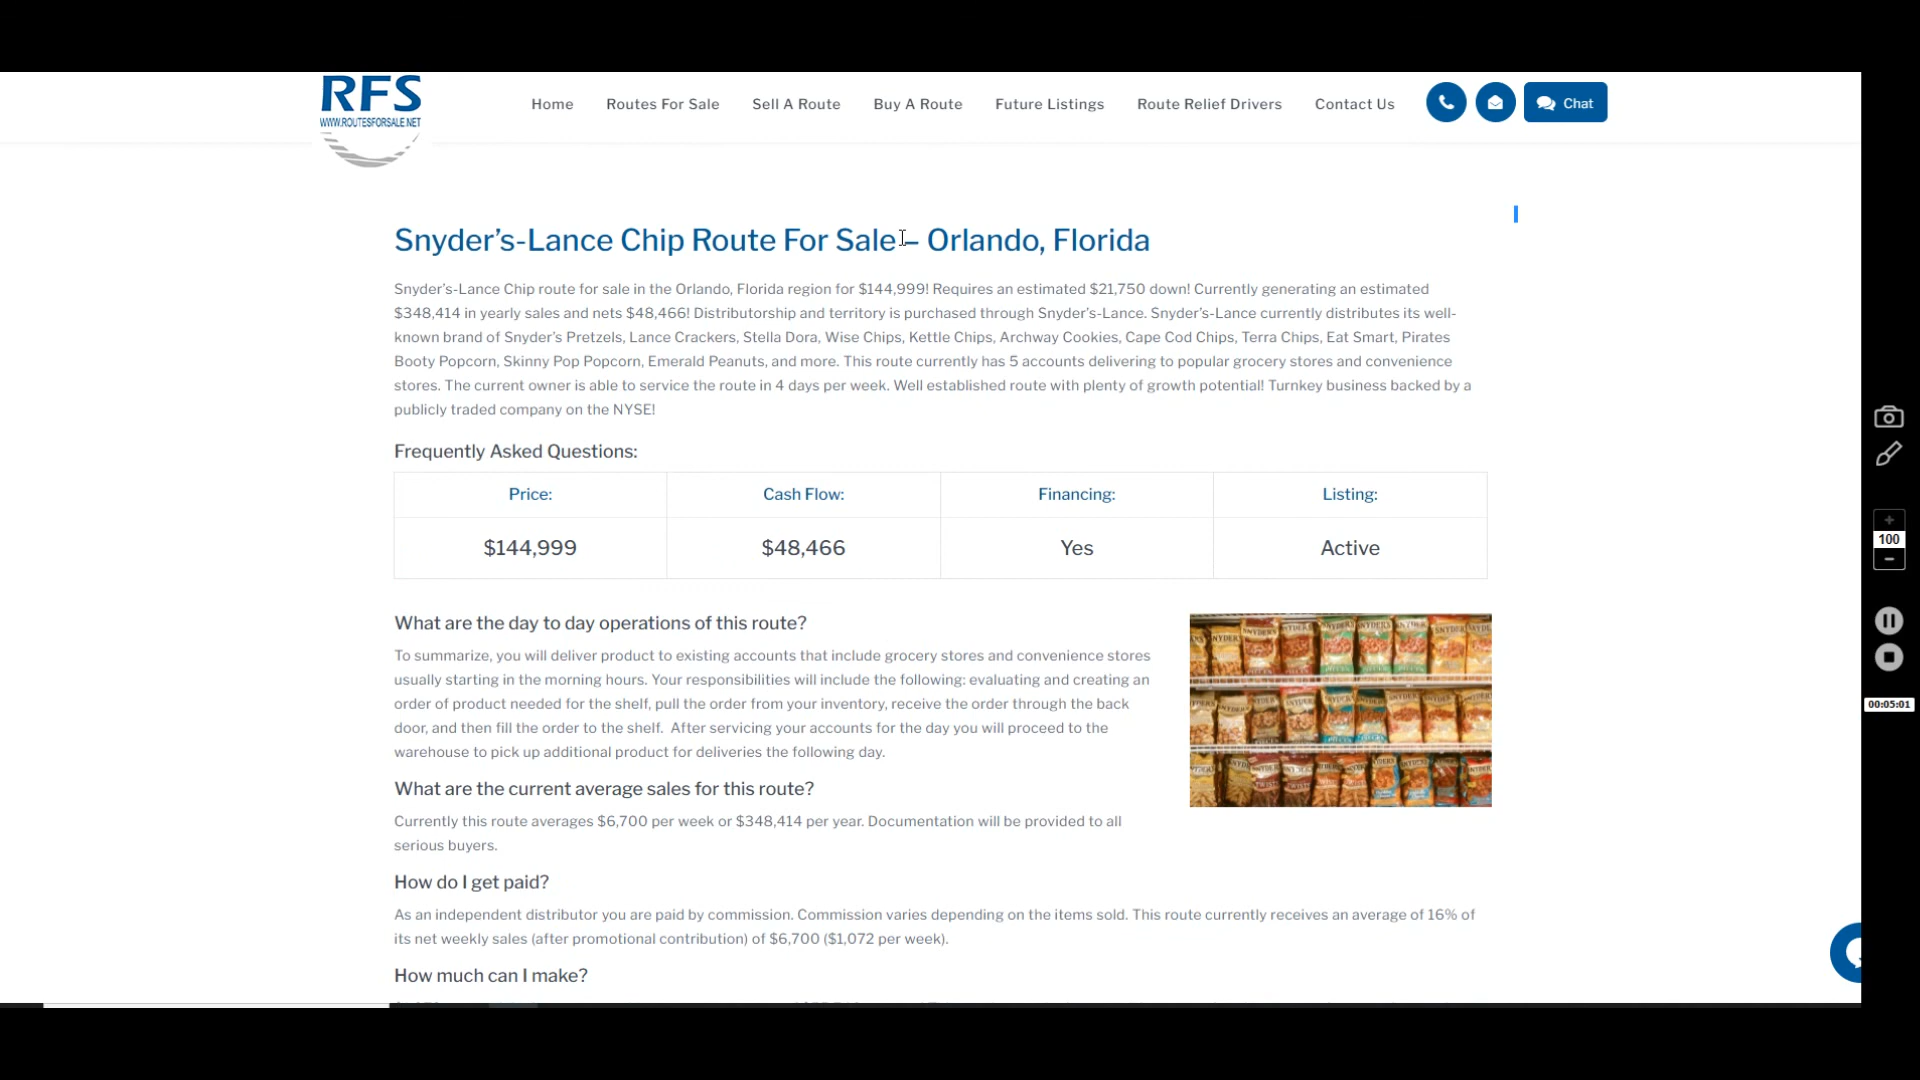 RFS
WWW.ROUTESFORSALE.NET
Home
Routes For Sale
Sell A Route
Buy A Route
Future Listings
Route Relief Drivers
Contact Us
Chat
Snyder’s-Lance Chip Route For Sale – Orlando, Florida
Snyder’s-Lance Chip route for sale in the Orlando, Florida region for $144,999! Requires an estimated $21,750 down! Currently generating an estimated
$348,414 in yearly sales and nets $48,466! Distributorship and territory is purchased through Snyder’s-Lance. Snyder’s-Lance currently distributes its well-
known brand of Snyder’s Pretzels, Lance Crackers, Stella Dora, Wise Chips, Kettle Chips, Archway Cookies, Cape Cod Chips, Terra Chips, Eat Smart, Pirates
Booty Popcorn, Skinny Pop Popcorn, Emerald Peanuts, and more. This route currently has 5 accounts delivering to popular grocery stores and convenience
stores. The current owner is able to service the route in 4 days per week. Well established route with plenty of growth potential! Turnkey business backed by a
publicly traded company on the NYSE!
Frequently Asked Questions:
Price: Cash Flow: Financing: Listing:
$144,999 $48,466 Yes Active
What are the day to day operations of this route?
To summarize, you will deliver product to existing accounts that include grocery stores and convenience stores
usually starting in the morning hours. Your responsibilities will include the following: evaluating and creating an
order of product needed for the shelf, pull the order from your inventory, receive the order through the back
door, and then fill the order to the shelf.  After servicing your accounts for the day you will proceed to the
warehouse to pick up additional product for deliveries the following day.
What are the current average sales for this route?
Currently this route averages $6,700 per week or $348,414 per year. Documentation will be provided to all
serious buyers.
How do I get paid?
As an independent distributor you are paid by commission. Commission varies depending on the items sold. This route currently receives an average of 16% of
its net weekly sales (after promotional contribution) of $6,700 ($1,072 per week).
How much can I make?
100
00:05:01